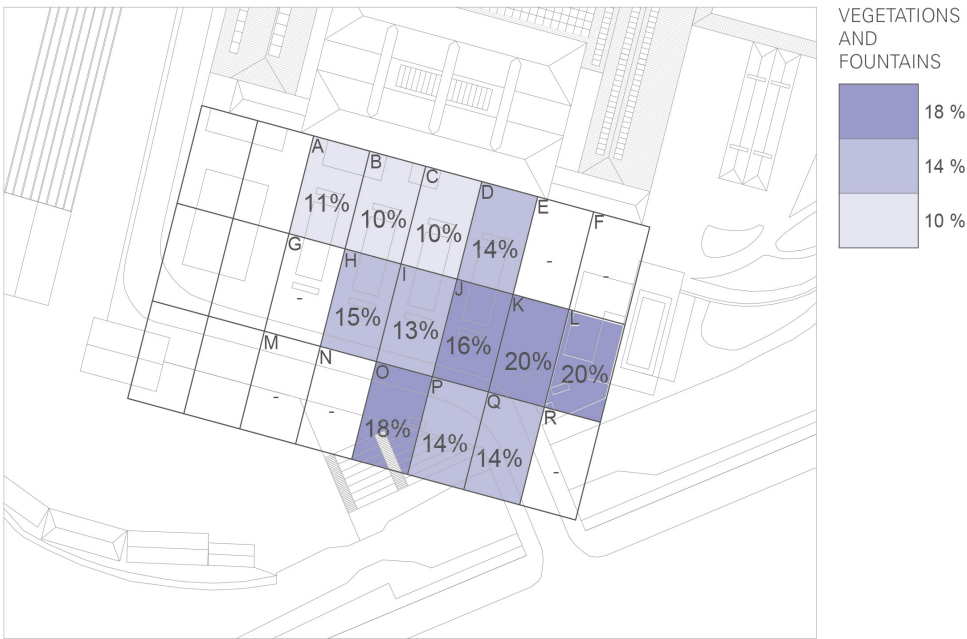 VEGETATIONS
AND
FOUNTAINS
18 %
14 %
10 %
A
B
C
D
E
F
11%
10%
10%
14%
-
-
G
H
I
J
K
L
-
15%
13%
16%
20%
20%
M
N
O
P
Q
R
-
-
18%
14%
14%
-